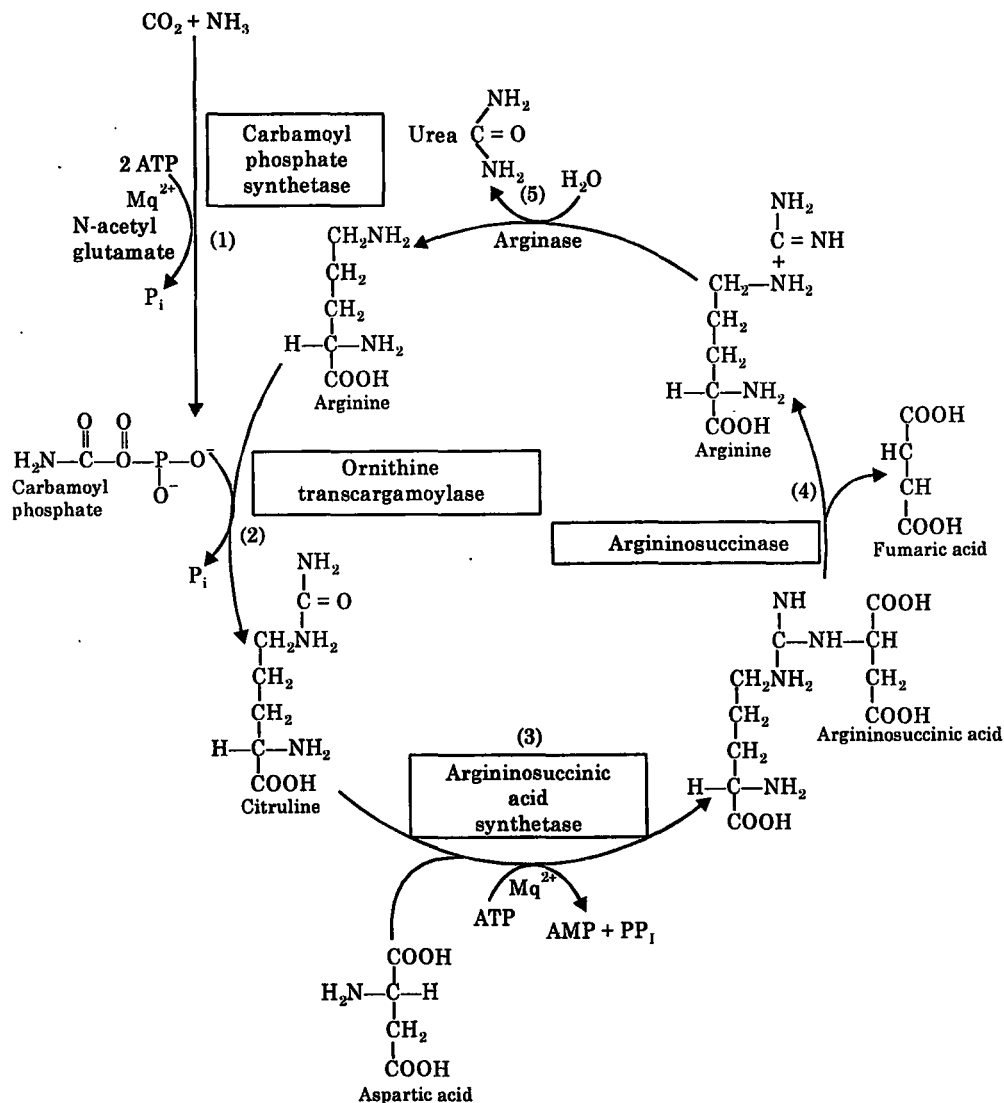 CO₂ + NH₃
Carbamoyl
phosphate
synthetase
2 ATP
Mq²⁺
N-acetyl
glutamate
(1)
Pᵢ
NH₂
Urea C = O
NH₂
(5)
H₂O
Arginase
CH₂NH₂
CH₂
CH₂
H—C—NH₂
COOH
Arginine
NH₂
C = NH
+
CH₂—NH₂
CH₂
CH₂
H—C—NH₂
COOH
Arginine
O O
H₂N—C—O—P—O⁻
O⁻
Carbamoyl
phosphate
Ornithine
transcargamoylase
(2)
Pᵢ
COOH
HC
CH
COOH
Fumaric acid
(4)
Argininosuccinase
NH₂
C = O
CH₂NH₂
CH₂
CH₂
H—C—NH₂
COOH
Citruline
NH COOH
C—NH—CH
CH₂NH₂ CH₂
CH₂ COOH
Argininosuccinic acid
CH₂
H—C—NH₂
COOH
(3)
Argininosuccinic
acid
synthetase
Mq²⁺
ATP
AMP + PP_I
COOH
H₂N—C—H
CH₂
COOH
Aspartic acid